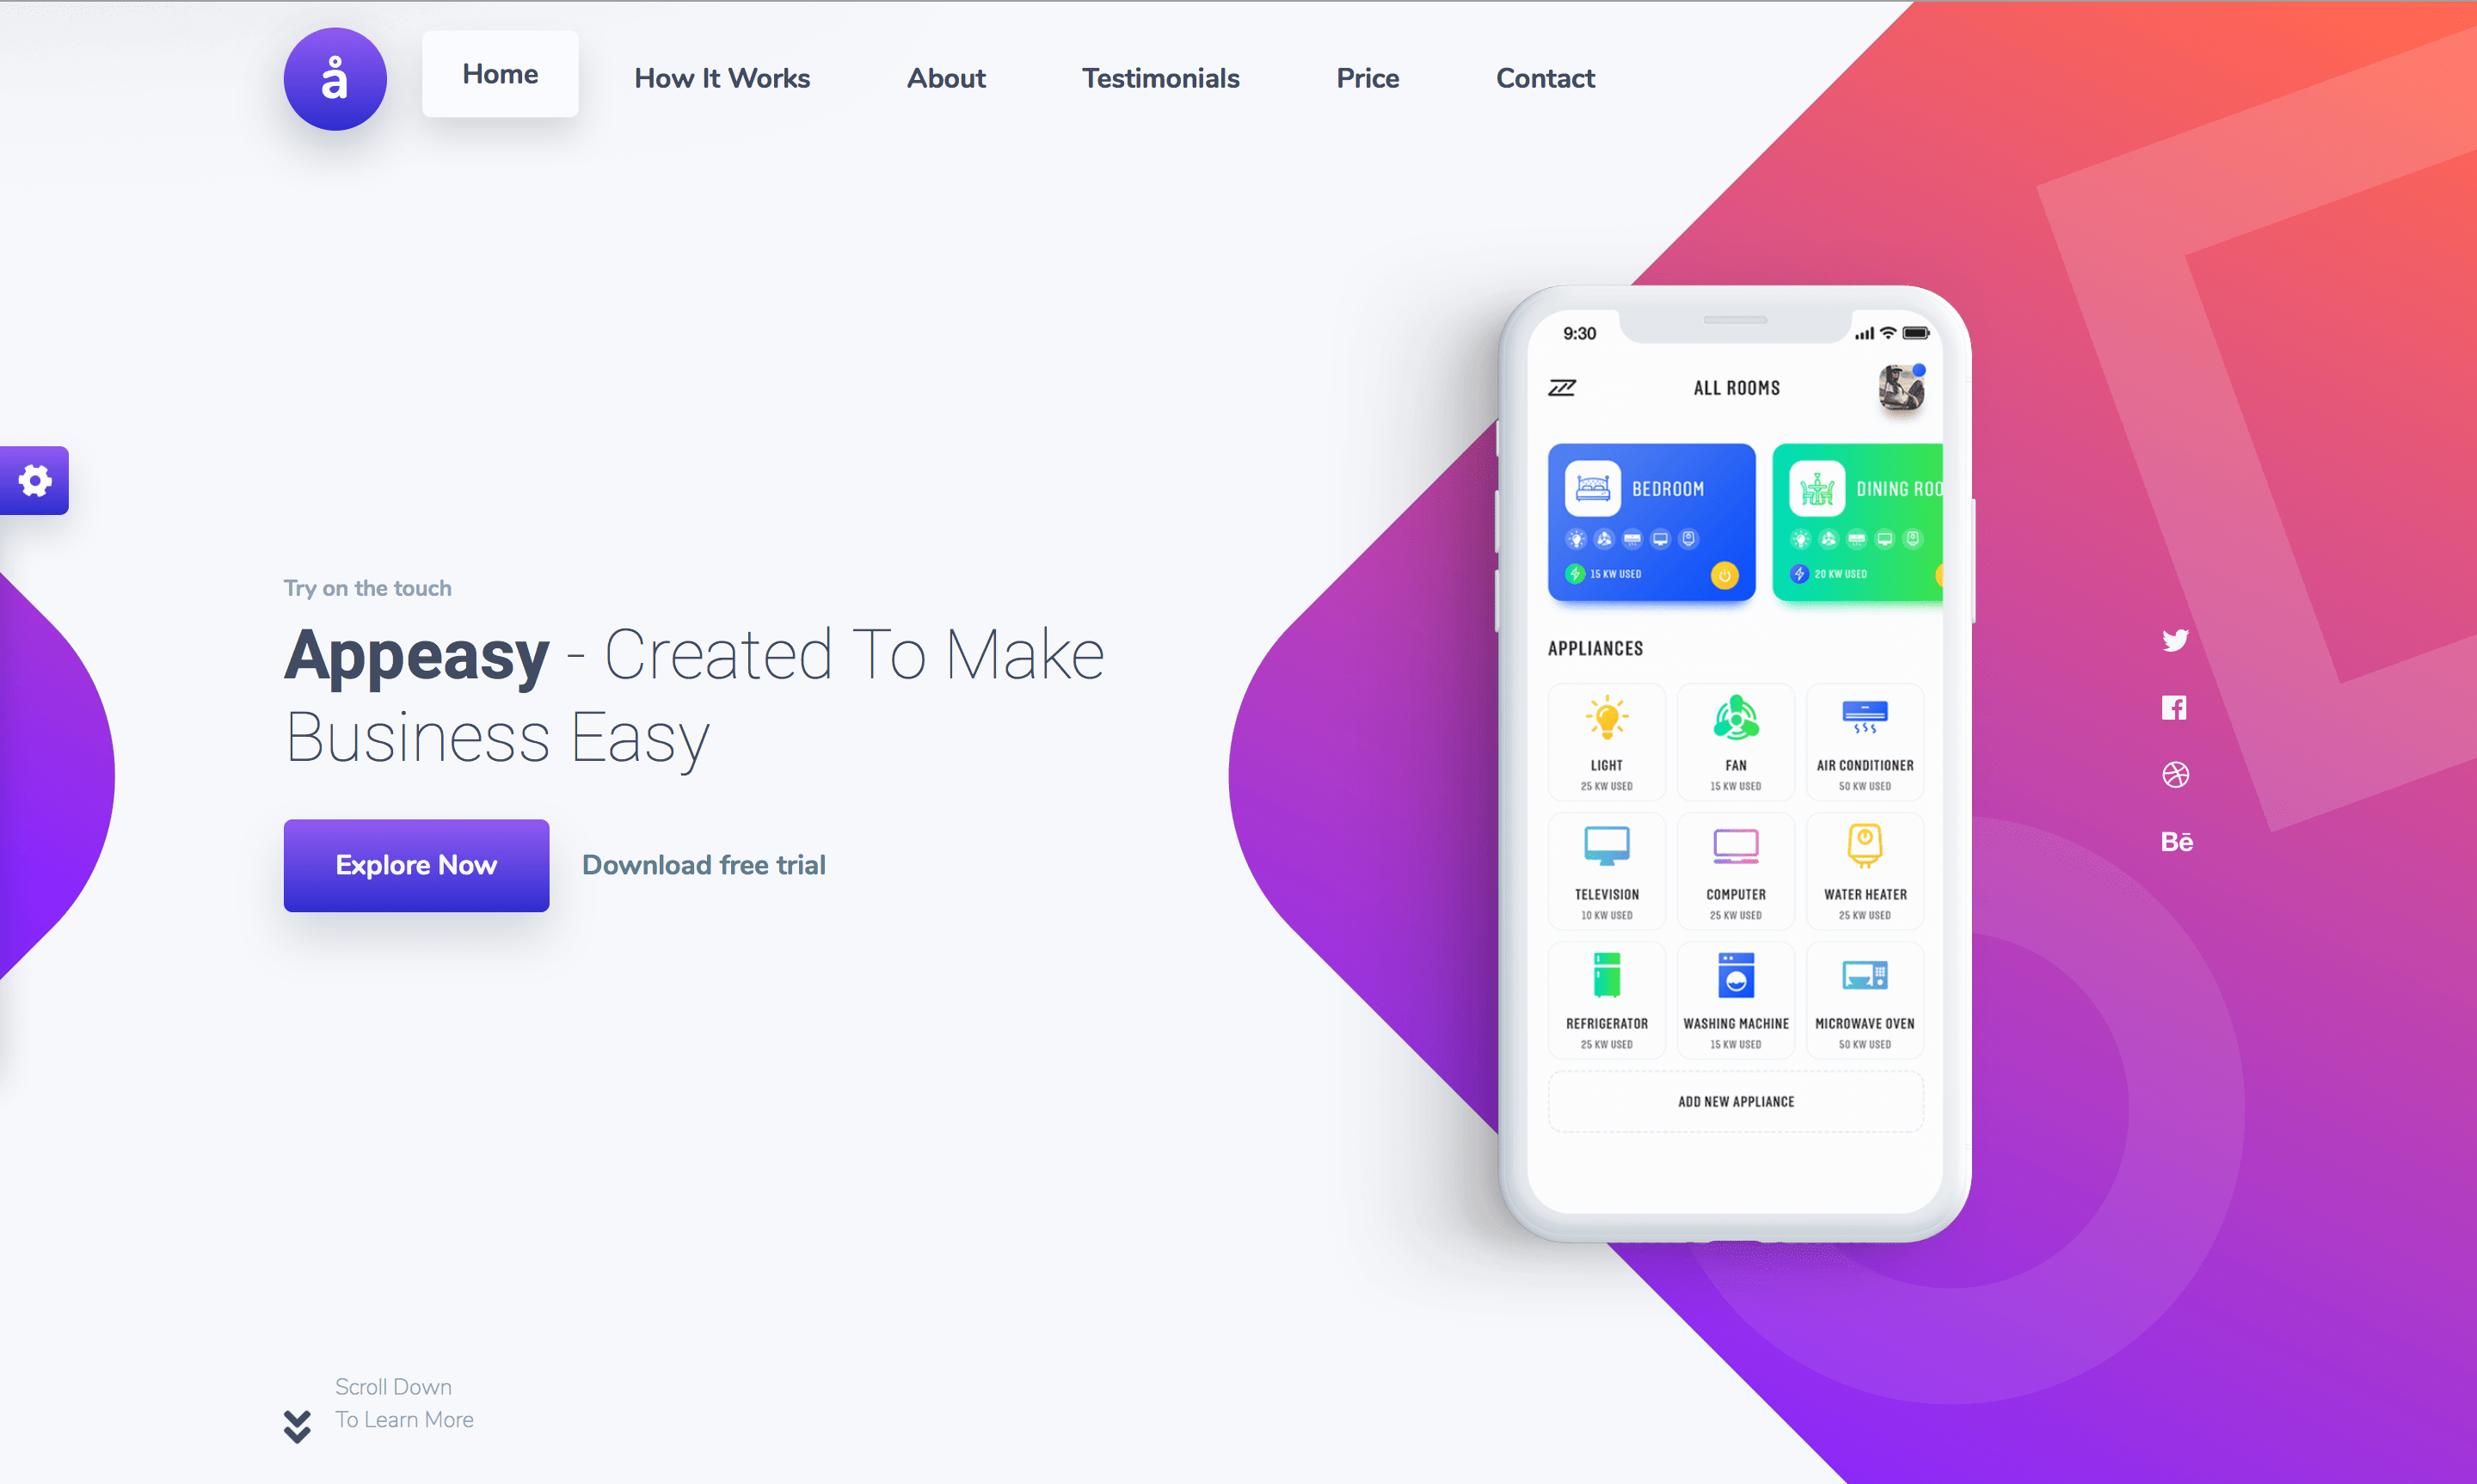 å
Home
How It Works
About
Testimonials
Price
Contact
Try on the touch
Appeasy - Created To Make
Business Easy
Explore Now
Download free trial
Scroll Down
To Learn More
9:30
ALL ROOMS
BEDROOM
15 KW USED
DINING ROO
20 KW USED
APPLIANCES
LIGHT
25 KW USED
FAN
15 KW USED
AIR CONDITIONER
50 KW USED
TELEVISION
10 KW USED
COMPUTER
25 KW USED
WATER HEATER
25 KW USED
REFRIGERATOR
25 KW USED
WASHING MACHINE
15 KW USED
MICROWAVE OVEN
50 KW USED
ADD NEW APPLIANCE
Bē